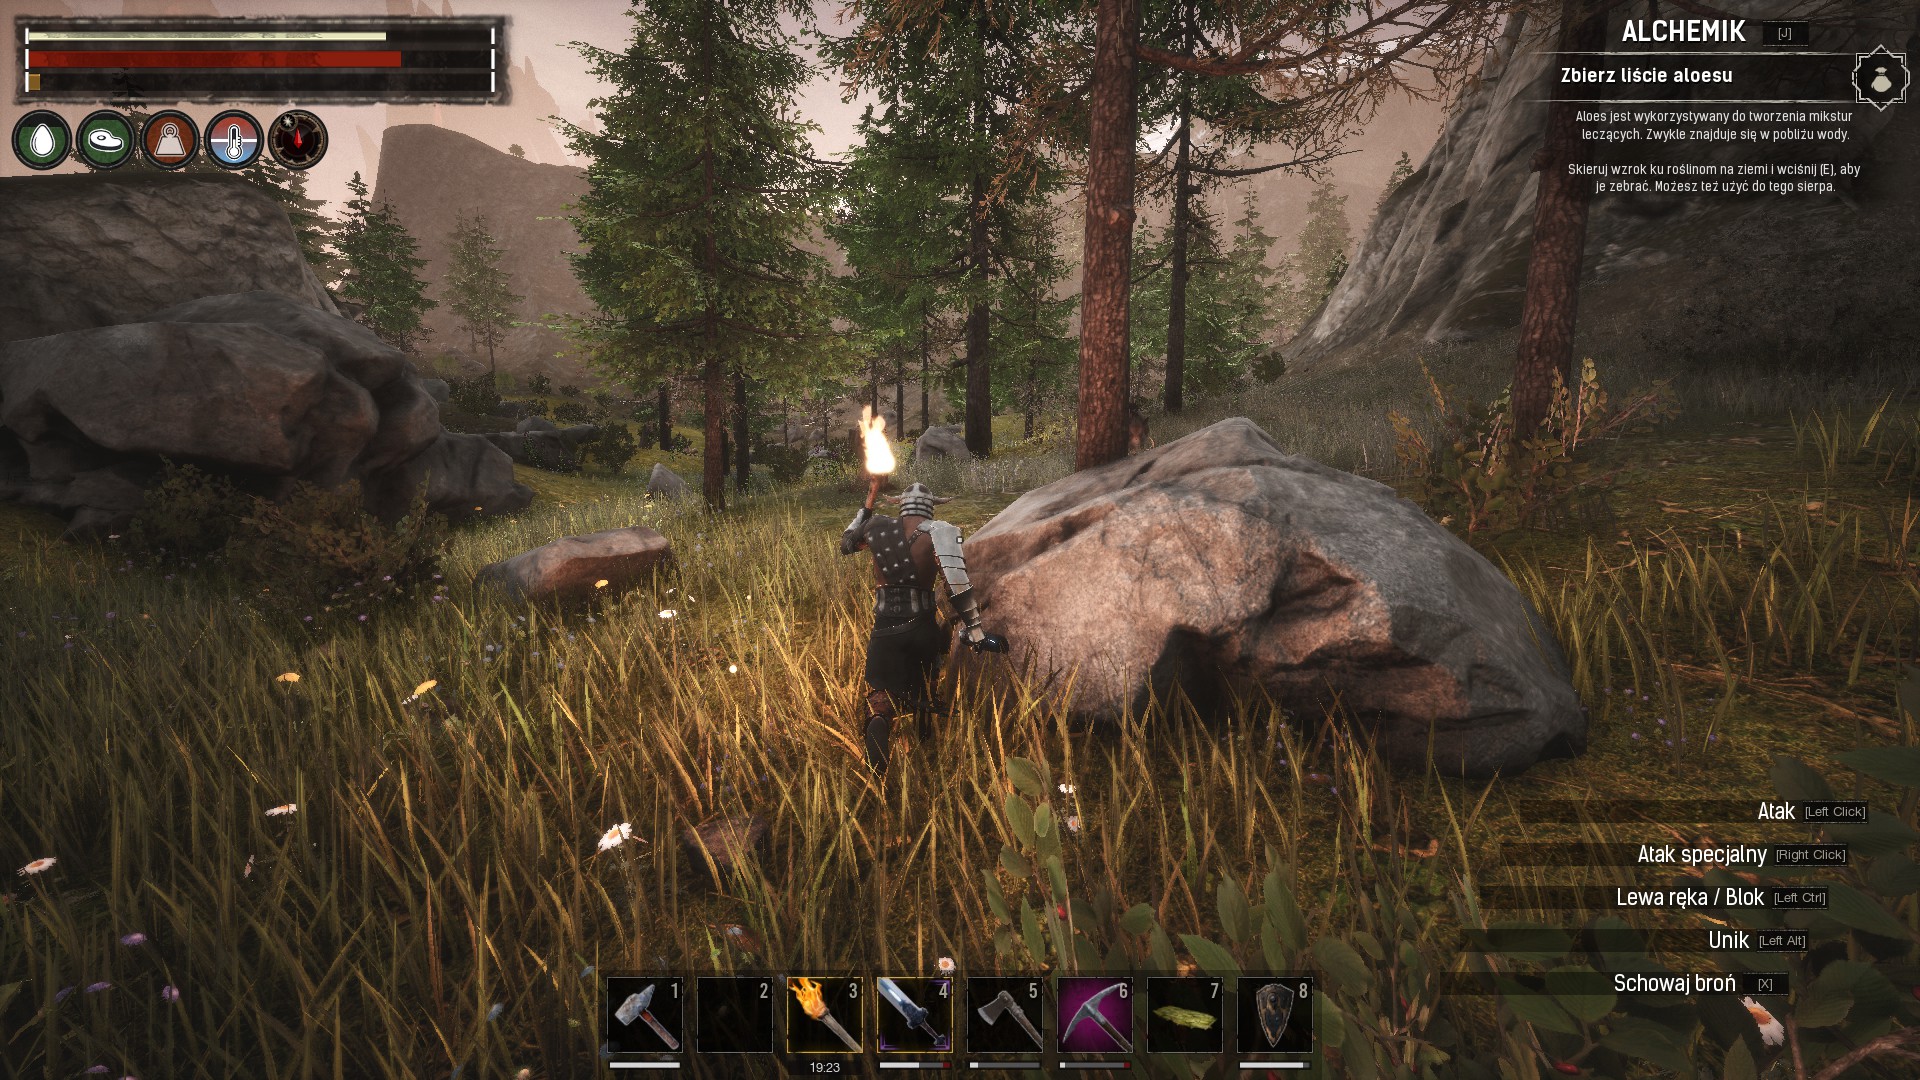 ALCHEMIK [J]
Zbierz liście aloesu
Aloes jest wykorzystywany do tworzenia mikstur
leczących. Zwykle znajduje się w pobliżu wody.
Skieruj wzrok ku roślinom na ziemi i wciśnij (E), aby
je zebrać. Możesz też użyć do tego sierpa.
Atak [Left Click]
Atak specjalny [Right Click]
Lewa ręka / Blok [Left Ctrl]
Unik [Left Alt]
Schowaj broń [X]
1 2 3 4 5 6 7 8
19:23